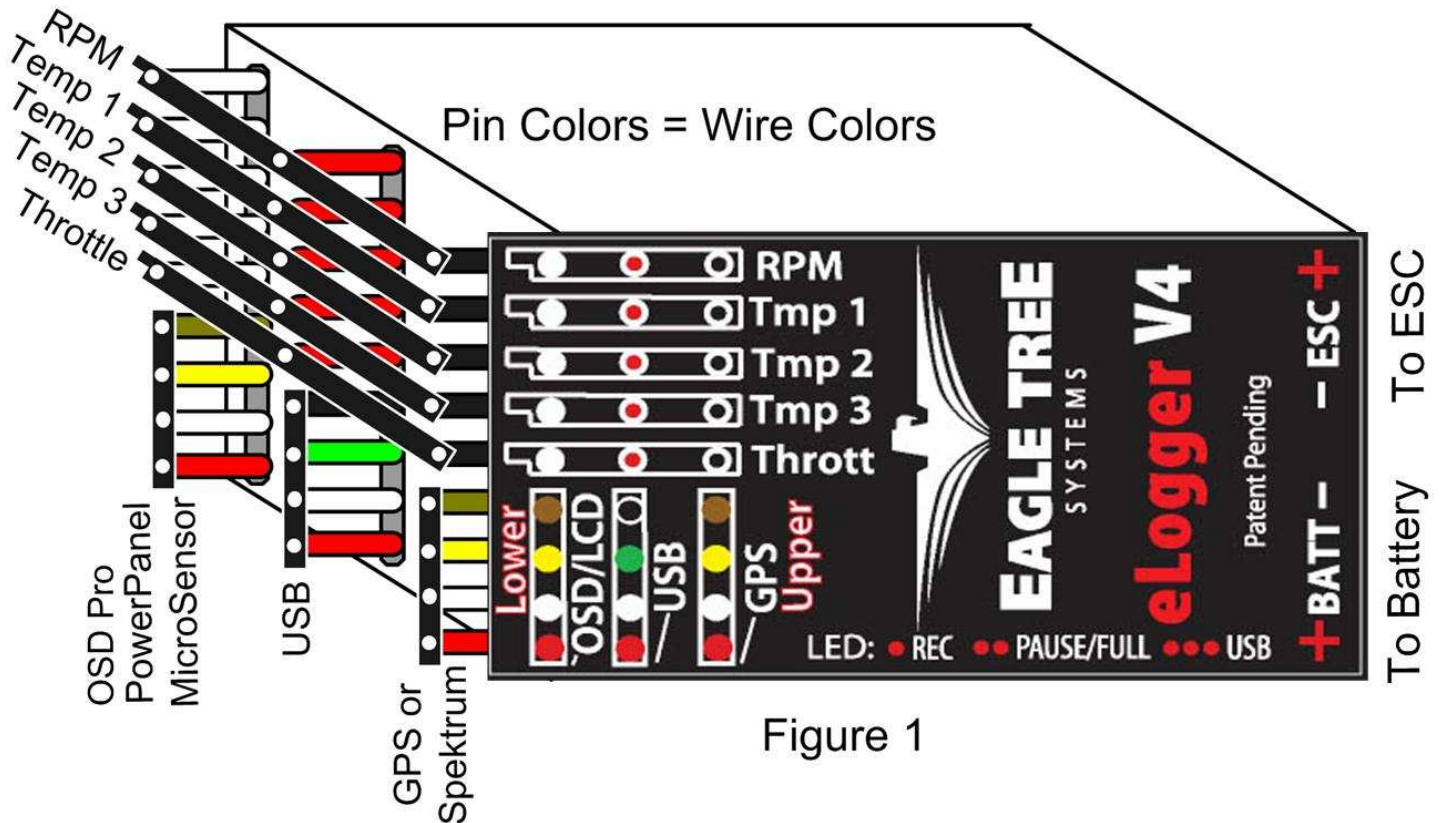 RPM
Temp 1
Temp 2
Temp 3
Throttle
Pin Colors = Wire Colors
OSD Pro
PowerPanel
MicroSensor
USB
GPS or
Spektrum
RPM
Tmp 1
Tmp 2
Tmp 3
Thrott
Lower
OSD/LCD
/USB
/GPS
Upper
EAGLE TREE
SYSTEMS
eLogger V4
Patent Pending
LED: REC PAUSE/FULL USB
+BATT – – ESC +
To ESC
To Battery
Figure 1